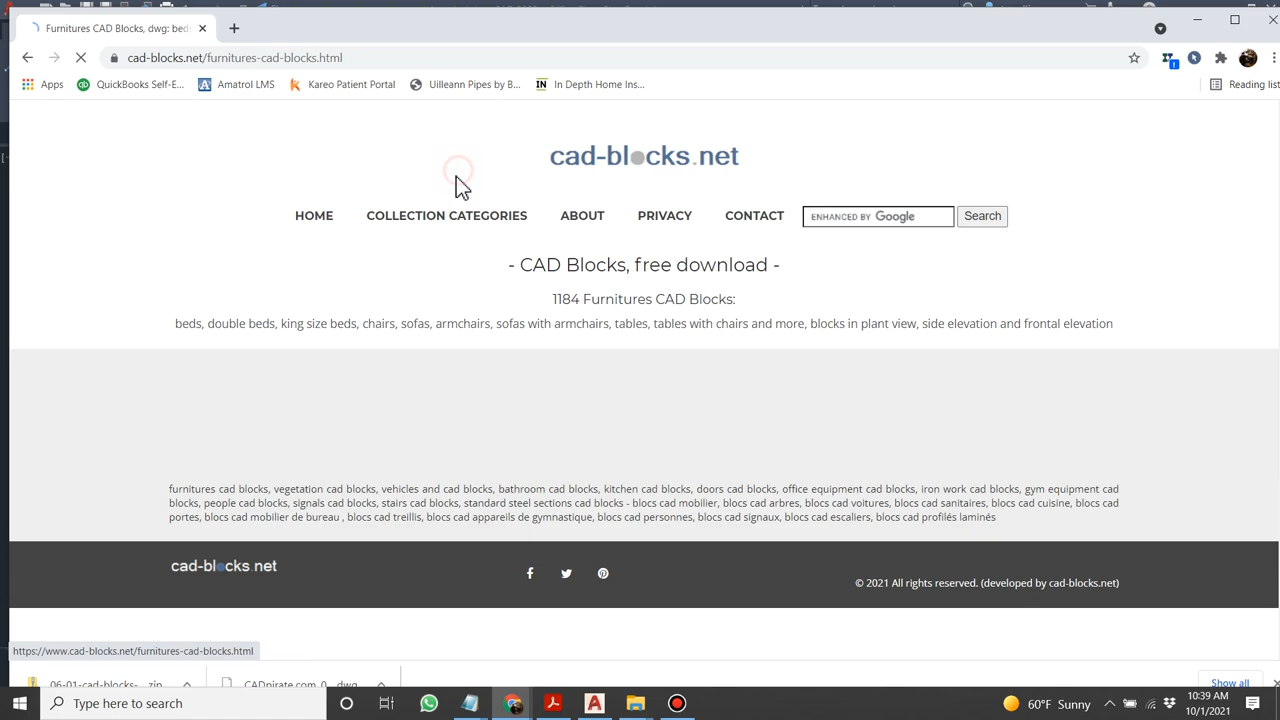 Furnitures CAD Blocks, dwg: bed
cad-blocks.net/furnitures-cad-blocks.html
Apps QuickBooks Self-E... Amatrol LMS Kareo Patient Portal Uilleann Pipes by B... IN In Depth Home Ins... Reading list
cad-blocks.net
HOME COLLECTION CATEGORIES ABOUT PRIVACY CONTACT ENHANCED BY Google Search
- CAD Blocks, free download -
1184 Furnitures CAD Blocks:
beds, double beds, king size beds, chairs, sofas, armchairs, sofas with armchairs, tables, tables with chairs and more, blocks in plant view, side elevation and frontal elevation
furnitures cad blocks, vegetation cad blocks, vehicles and cad blocks, bathroom cad blocks, kitchen cad blocks, doors cad blocks, office equipment cad blocks, iron work cad blocks, gym equipment cad
blocks, people cad blocks, signals cad blocks, stairs cad blocks, standard steel sections cad blocks - blocs cad mobilier, blocs cad arbres, blocs cad voitures, blocs cad sanitaires, blocs cad cuisine, blocs cad
portes, blocs cad mobilier de bureau , blocs cad treillis, blocs cad appareils de gymnastique, blocs cad personnes, blocs cad signaux, blocs cad escaliers, blocs cad profilés laminés
cad-blocks.net
© 2021 All rights reserved. (developed by cad-blocks.net)
https://www.cad-blocks.net/furnitures-cad-blocks.html
06-01-cad-blocks-....zip CADpirate.com_0...dwg Show all
Type here to search 60°F Sunny 10:39 AM
10/1/2021